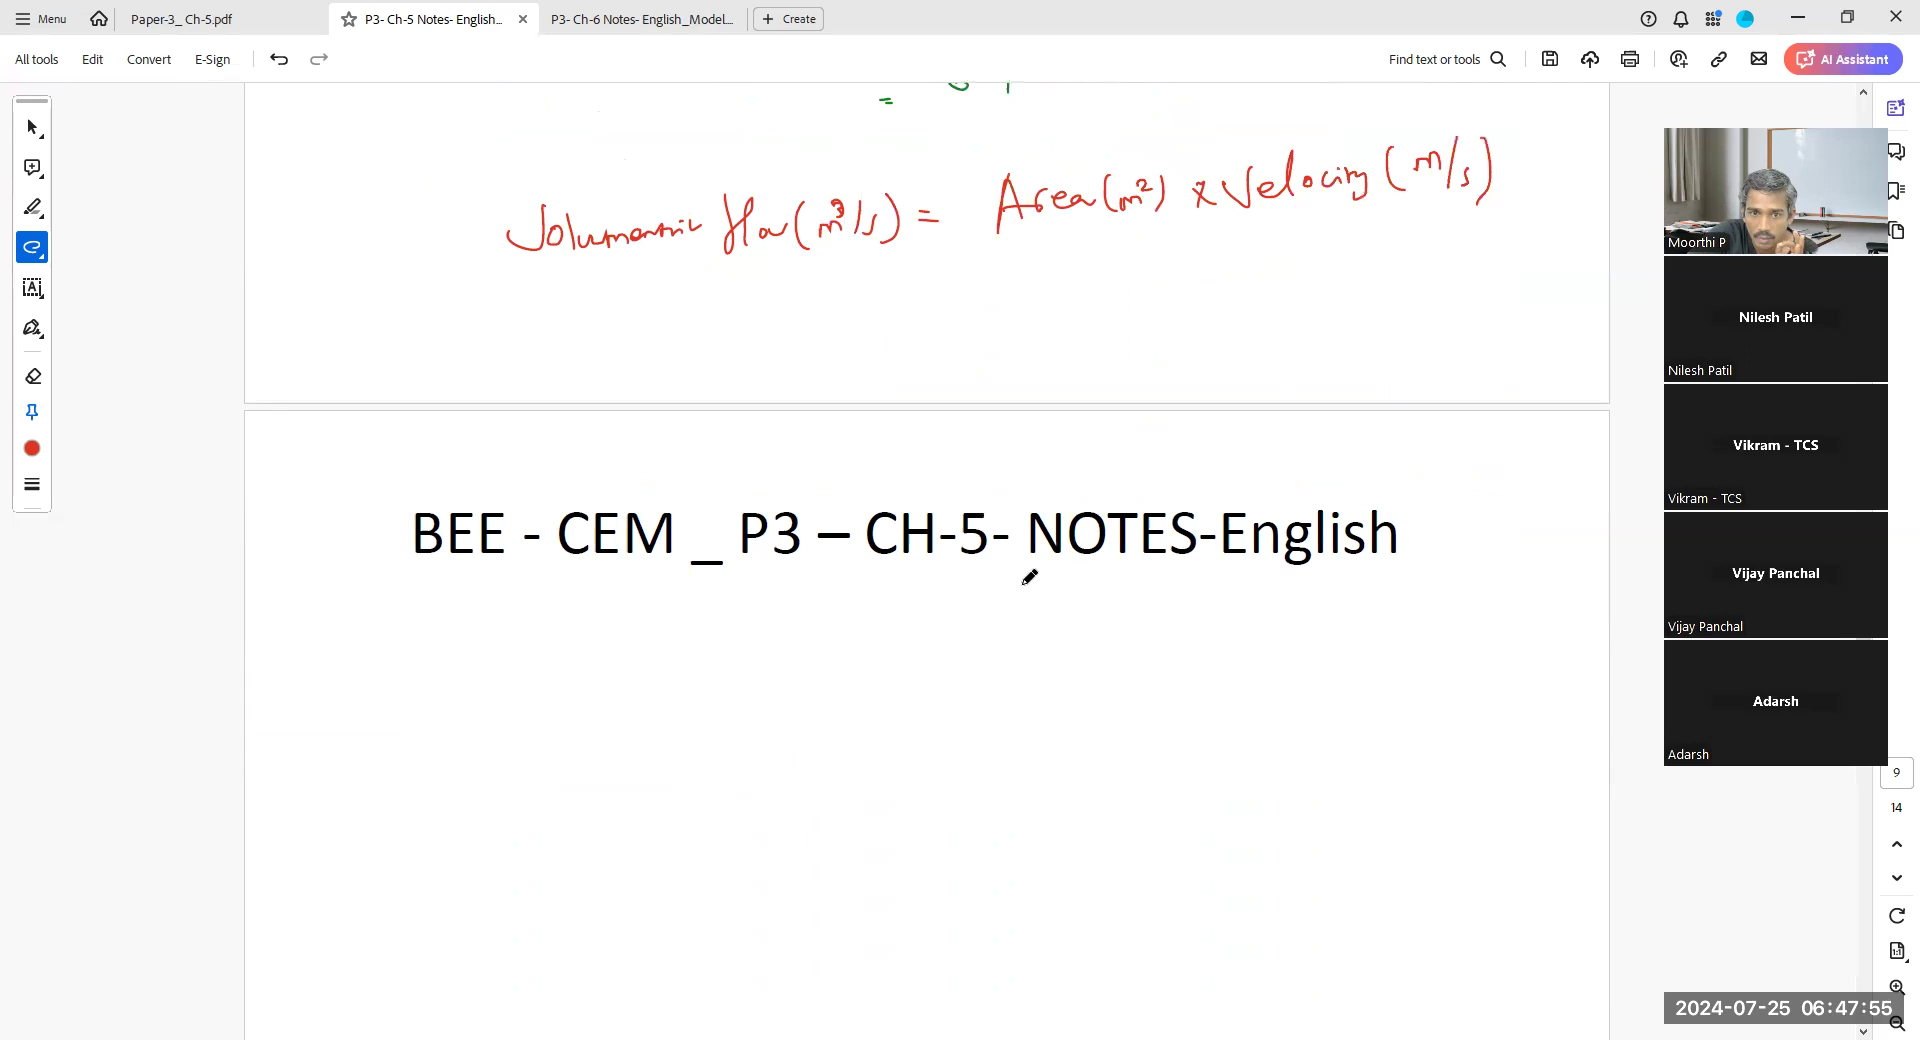 Menu
Paper-3_ Ch-5.pdf
P3- Ch-5 Notes- English...
P3- Ch-6 Notes- English_Model...
Create
All tools
Edit
Convert
E-Sign
Find text or tools
AI Assistant
Volumentric flow (m³/s) = Area (m²) x Velocity (m/s)
BEE - CEM _ P3 – CH-5- NOTES-English
Moorthi P
Nilesh Patil
Nilesh Patil
Vikram - TCS
Vikram - TCS
Vijay Panchal
Vijay Panchal
Adarsh
Adarsh
9
14
2024-07-25 06:47:55